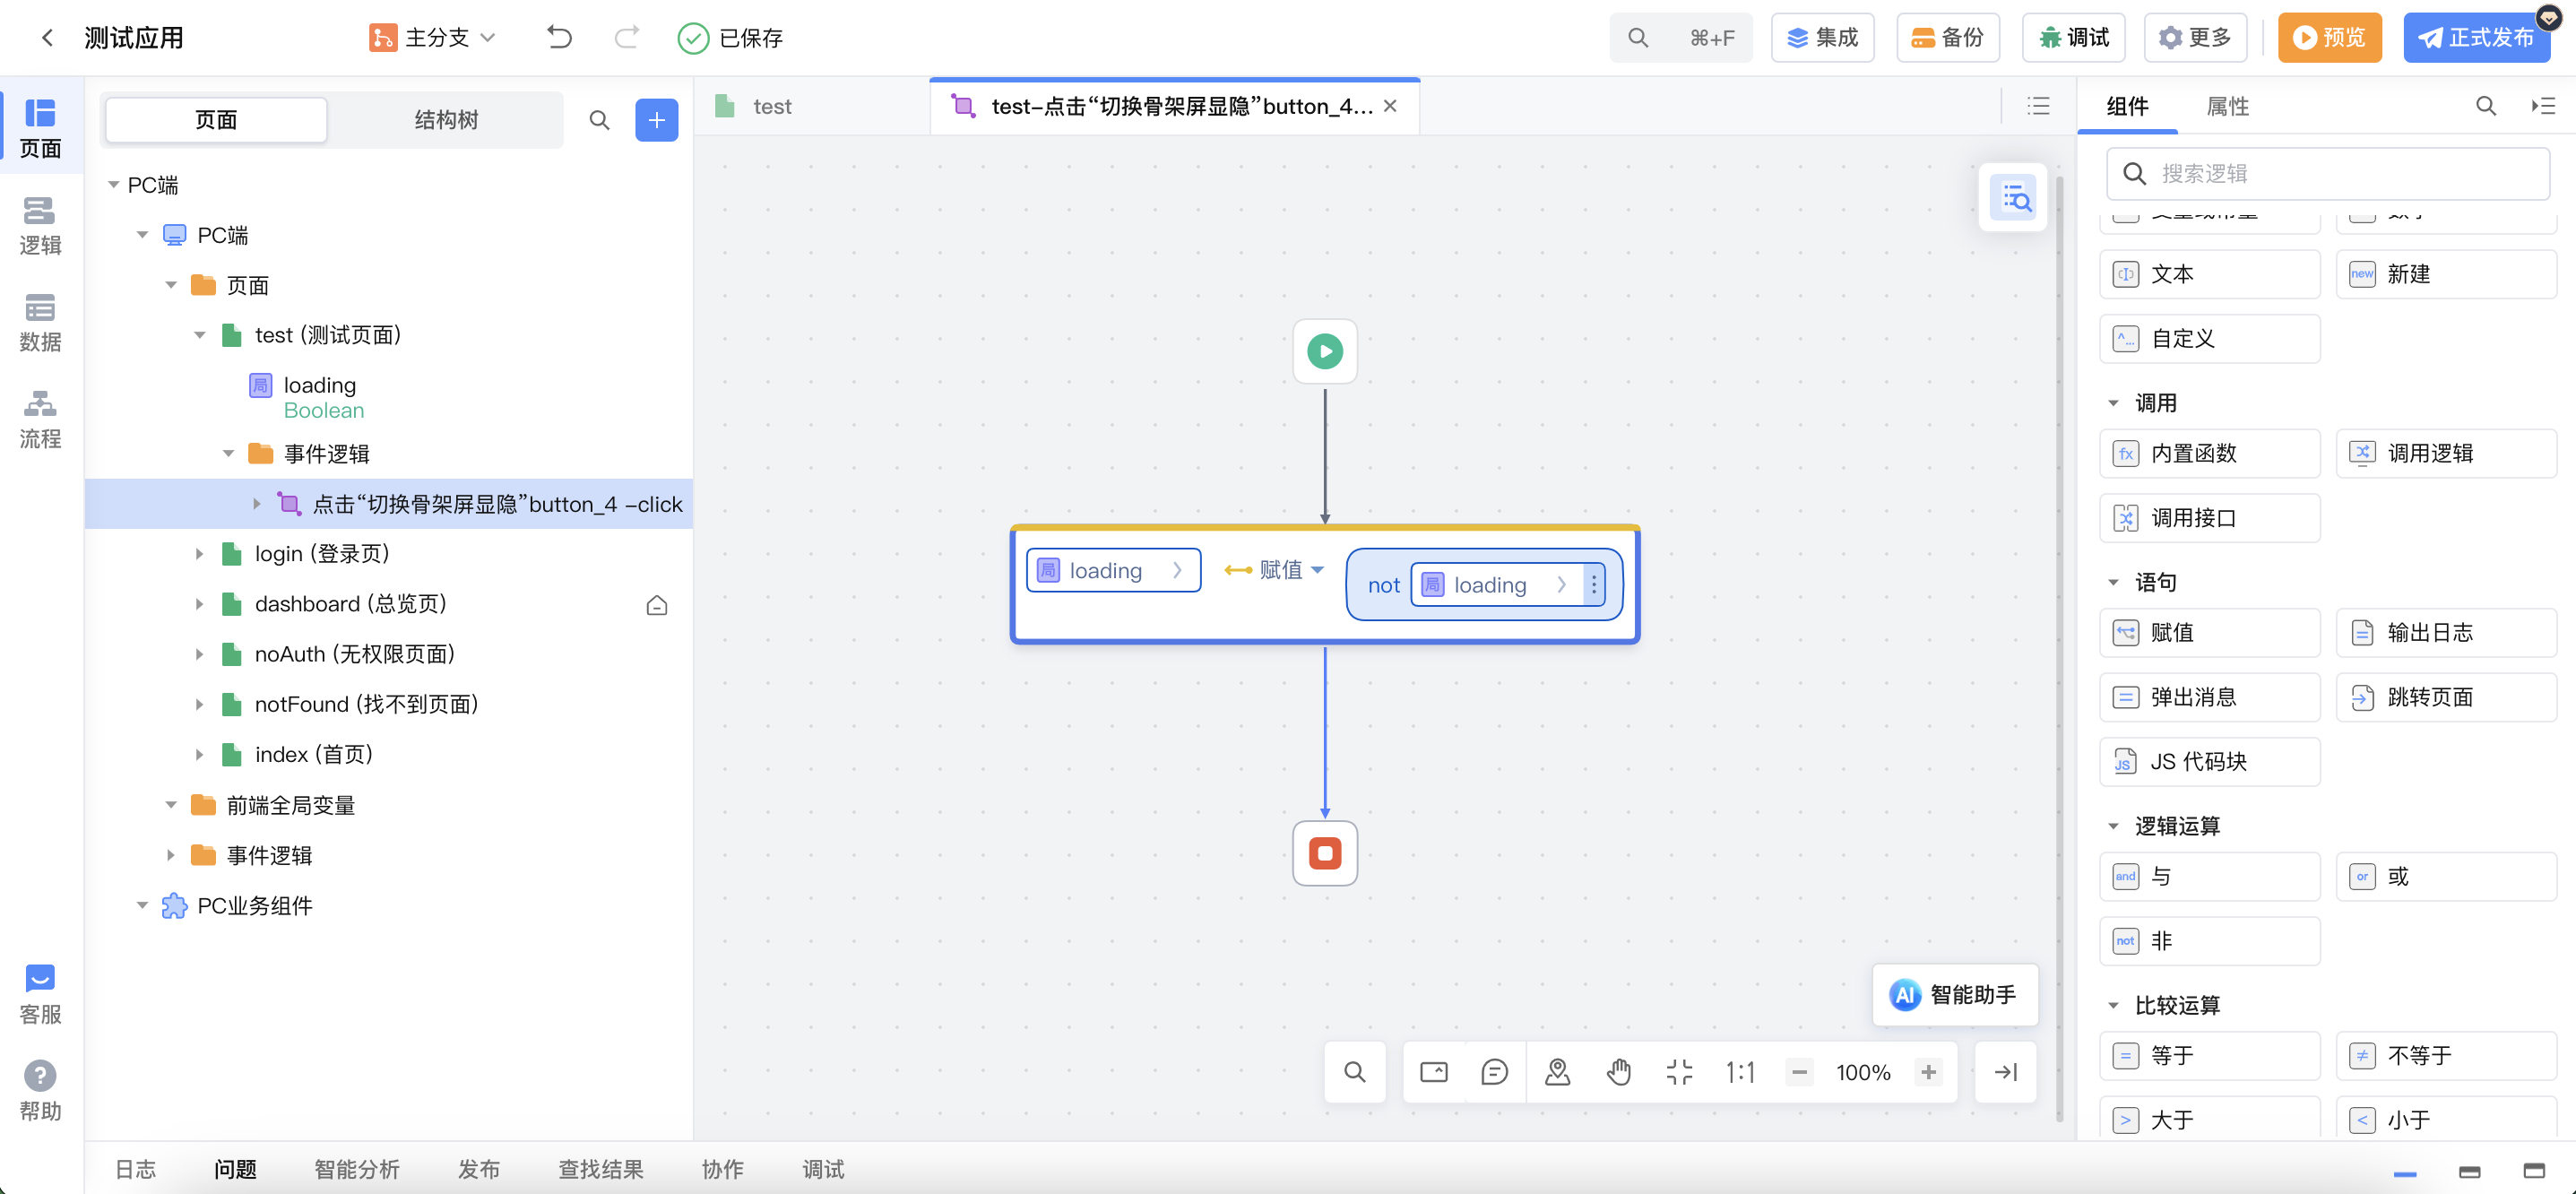 测试应用
主分支
已保存
⌘+F
集成
备份
调试
更多
预览
正式发布
页面
逻辑
数据
流程
客服
帮助
页面
结构树
PC端
PC端
页面
test (测试页面)
局 loading
Boolean
事件逻辑
点击“切换骨架屏显隐”button_4 –click
login (登录页)
dashboard (总览页)
noAuth (无权限页面)
notFound (找不到页面)
index (首页)
前端全局变量
事件逻辑
PC业务组件
test
test–点击“切换骨架屏显隐”button_4...
局 loading
赋值
not 局 loading
AI 智能助手
1:1
100%
组件
属性
搜索逻辑
文本
new 新建
自定义
调用
fx 内置函数
调用逻辑
调用接口
语句
赋值
输出日志
弹出消息
跳转页面
JS JS 代码块
逻辑运算
and 与
or 或
not 非
比较运算
= 等于
≠ 不等于
> 大于
< 小于
日志
问题
智能分析
发布
查找结果
协作
调试